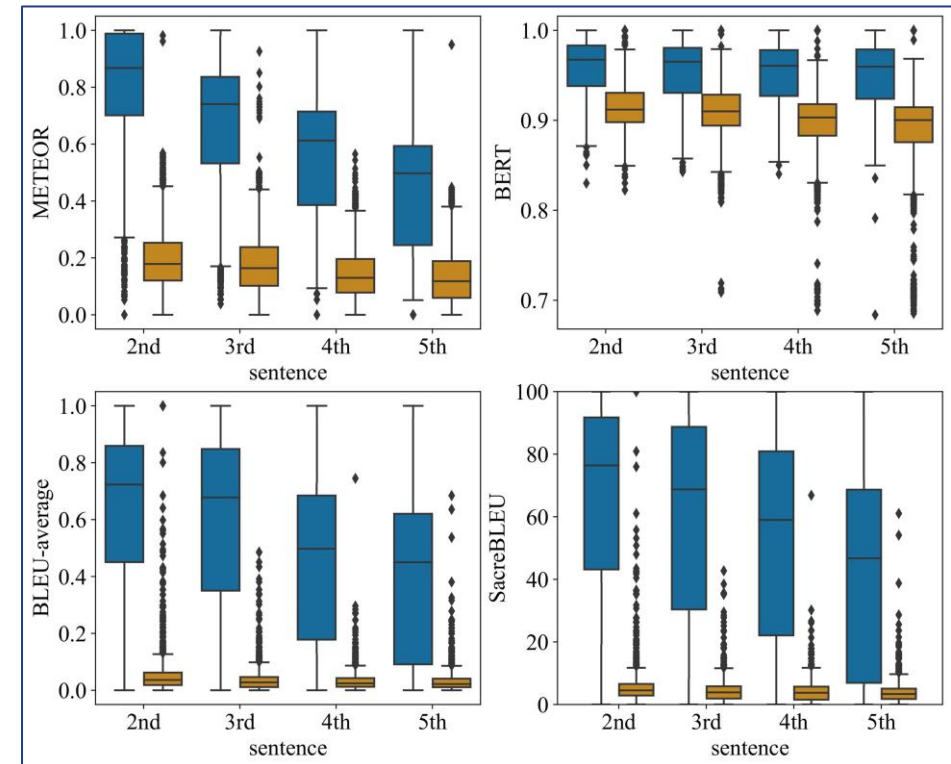 METEOR
1.0
0.8
0.6
0.4
0.2
0.0
2nd 3rd 4th 5th
sentence
BERT
1.0
0.9
0.8
0.7
2nd 3rd 4th 5th
sentence
BLEU-average
1.0
0.8
0.6
0.4
0.2
0.0
2nd 3rd 4th 5th
sentence
SacreBLEU
100
80
60
40
20
0
2nd 3rd 4th 5th
sentence